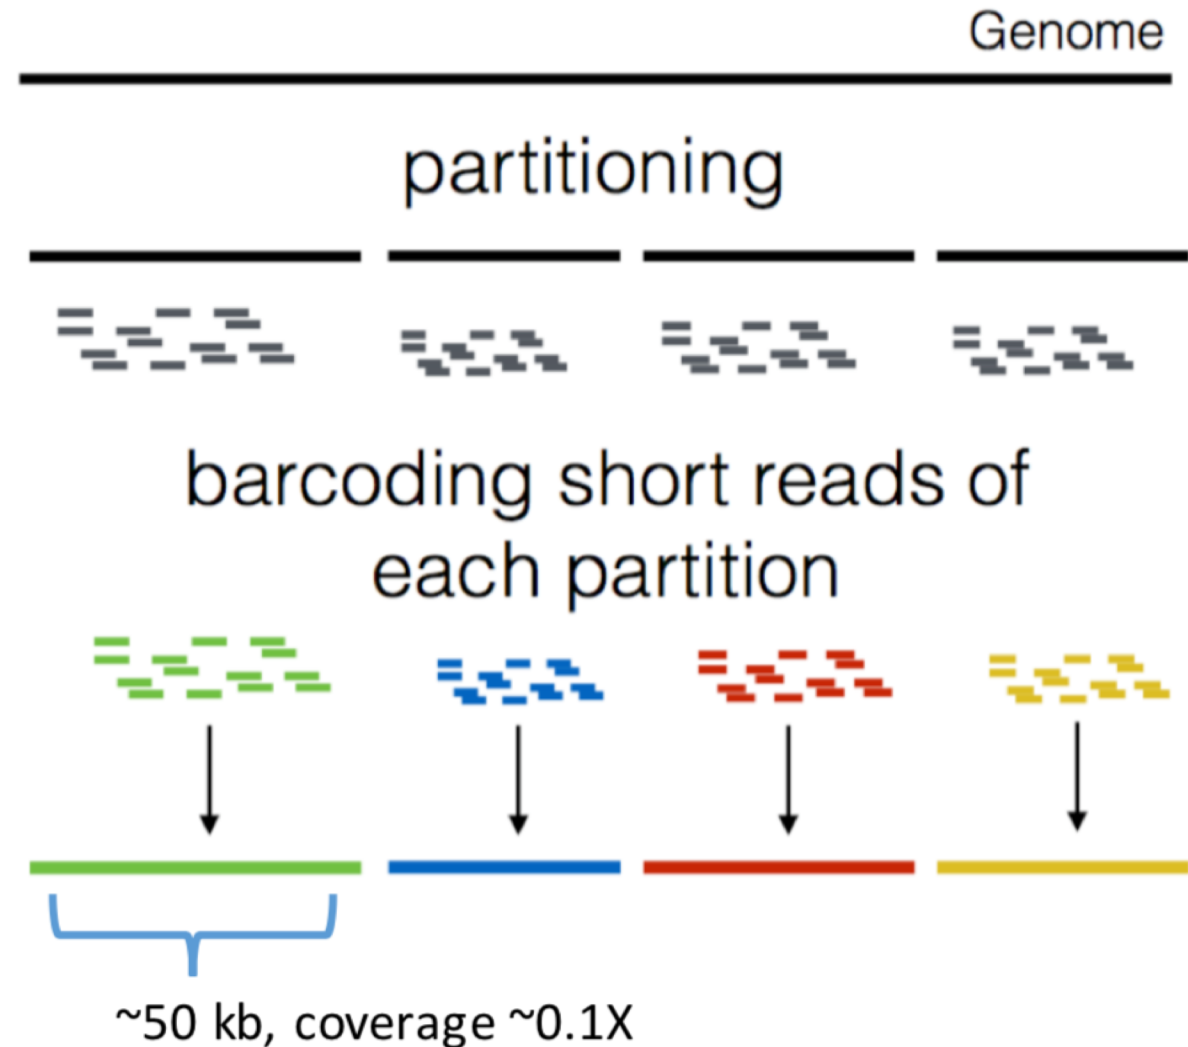 Genome
partitioning
barcoding short reads of
each partition
~50 kb, coverage ~0.1X